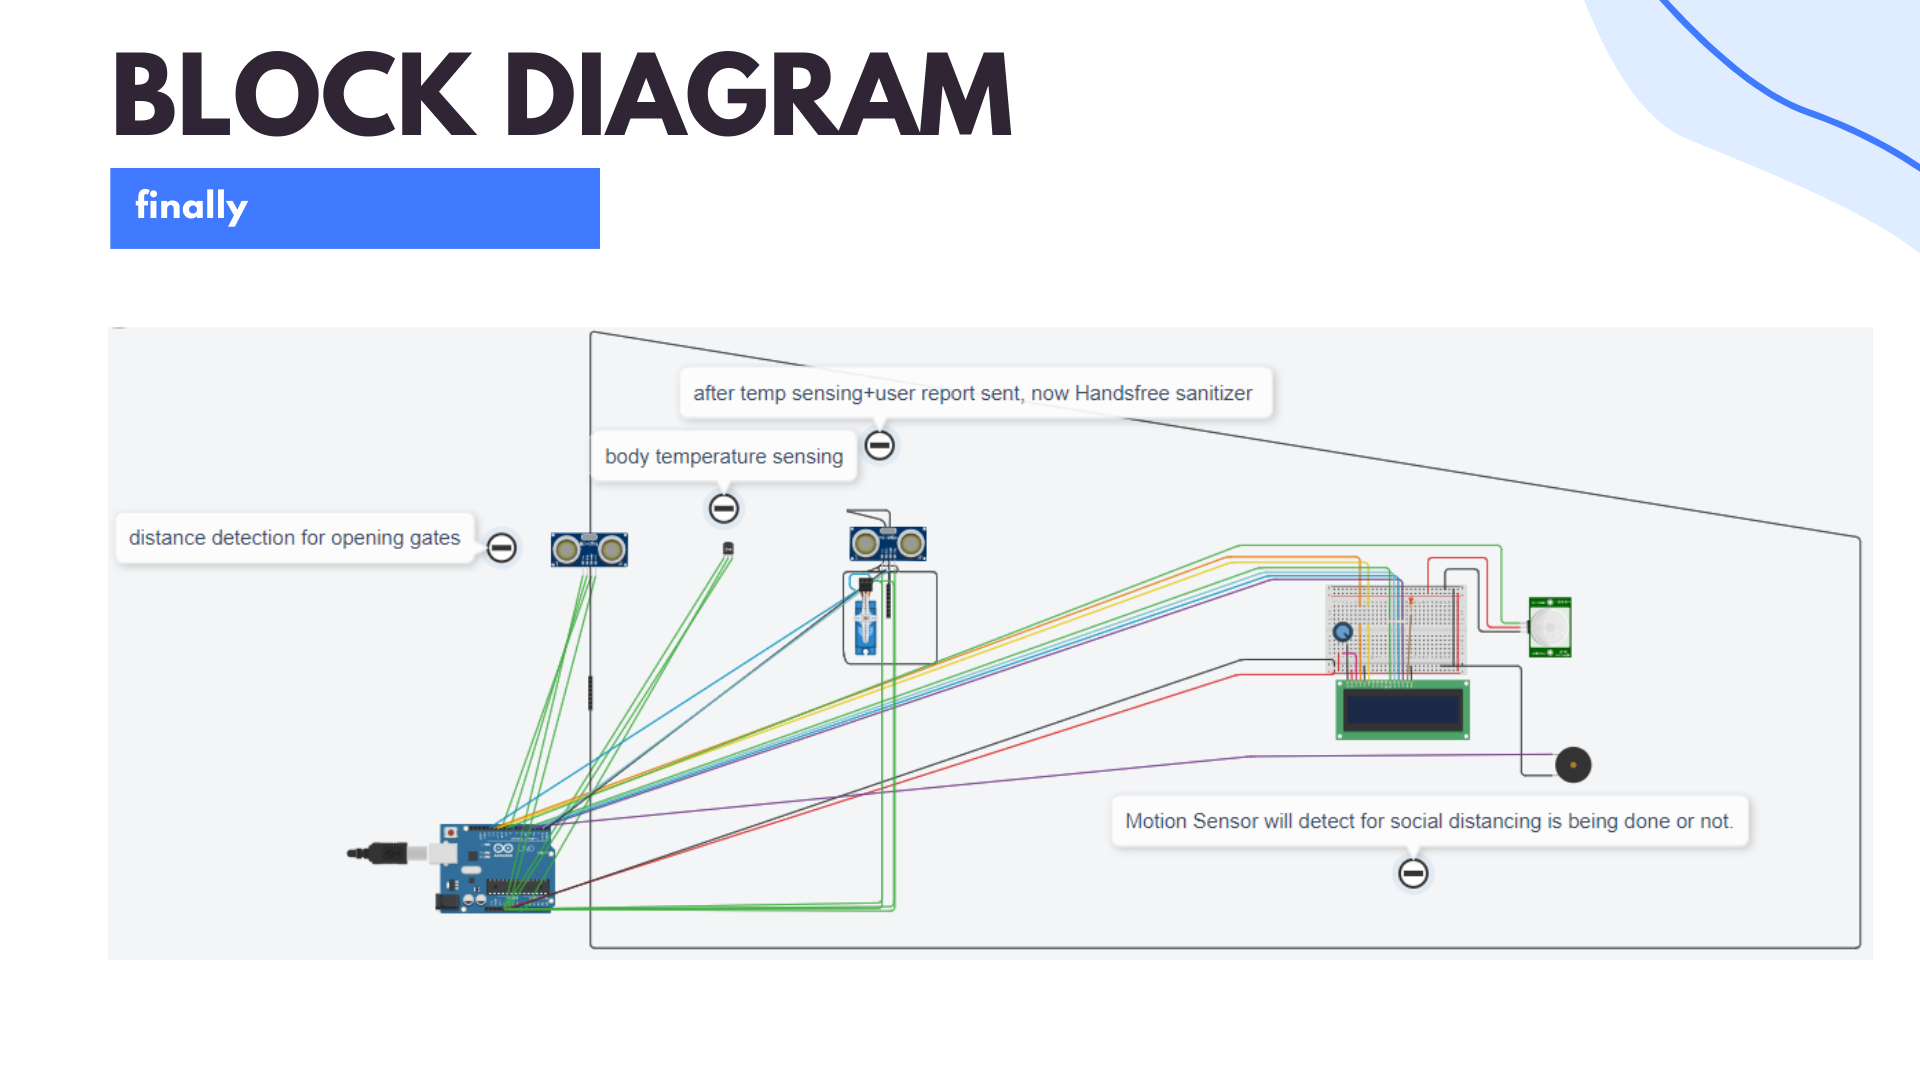 BLOCK DIAGRAM
finally
after temp sensing+user report sent, now Handsfree sanitizer
body temperature sensing
distance detection for opening gates
Motion Sensor will detect for social distancing is being done or not.